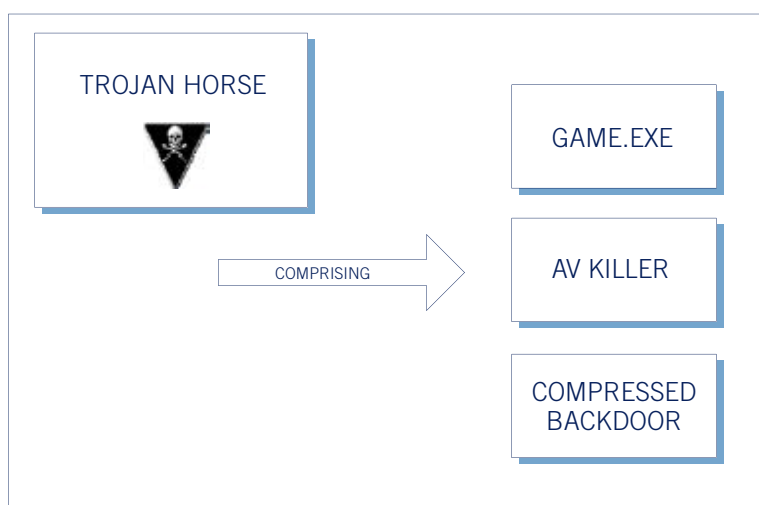 TROJAN HORSE
COMPRISING
GAME.EXE
AV KILLER
COMPRESSED
BACKDOOR